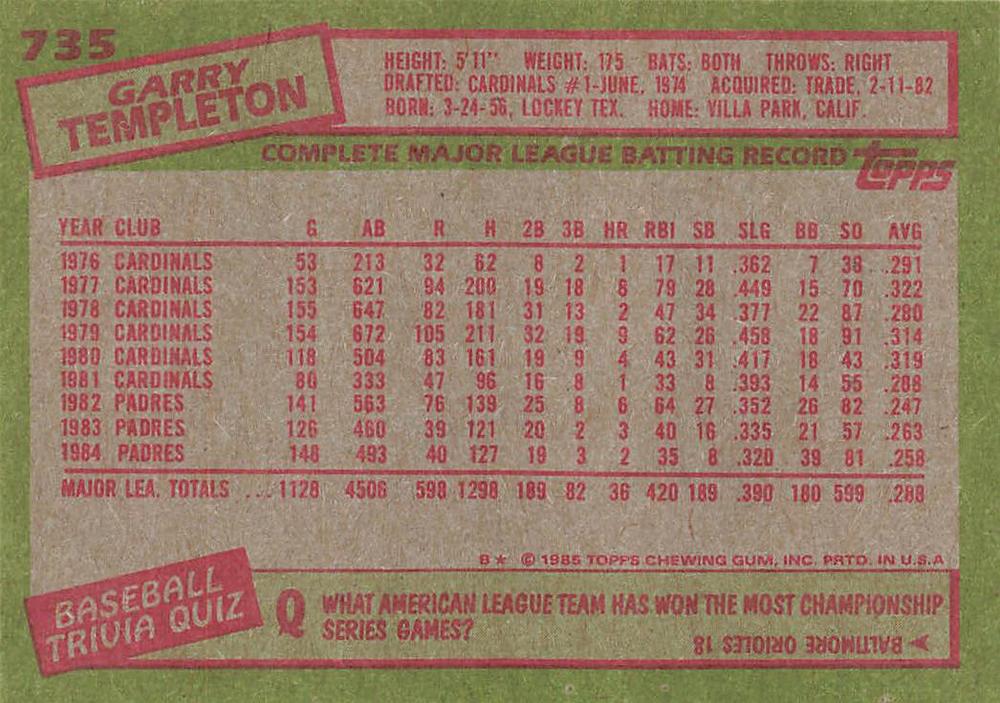 735
GARRY
TEMPLETON
HEIGHT: 5'11" WEIGHT: 175 BATS: BOTH THROWS: RIGHT
DRAFTED: CARDINALS #1-JUNE, 1974 ACQUIRED: TRADE, 2-11-82
BORN: 3-24-56, LOCKEY TEX. HOME: VILLA PARK, CALIF.
COMPLETE MAJOR LEAGUE BATTING RECORD
TOPPS
YEAR CLUB G AB R H 2B 3B HR RBI SB SLG BB SO AVG
1976 CARDINALS 53 213 32 62 8 2 1 17 11 .362 7 38 .291
1977 CARDINALS 153 621 94 200 19 18 8 79 28 .449 15 70 .322
1978 CARDINALS 155 647 82 181 31 13 2 47 34 .377 22 87 .280
1979 CARDINALS 154 672 105 211 32 19 9 62 26 .458 18 91 .314
1980 CARDINALS 118 504 83 161 19 9 4 43 31 .417 18 43 .319
1981 CARDINALS 80 333 47 96 16 8 1 33 8 .393 14 55 .288
1982 PADRES 141 563 76 139 25 8 6 64 27 .352 26 82 .247
1983 PADRES 126 460 39 121 20 2 3 40 16 .335 21 57 .263
1984 PADRES 148 493 40 127 19 3 2 35 8 .320 39 81 .258
MAJOR LEA. TOTALS ... 1128 4506 598 1298 189 82 36 420 189 .390 180 599 .288
B★ © 1985 TOPPS CHEWING GUM, INC. PRTD. IN U.S.A
BASEBALL
TRIVIA QUIZ
Q WHAT AMERICAN LEAGUE TEAM HAS WON THE MOST CHAMPIONSHIP
SERIES GAMES?
BALTIMORE ORIOLES 18